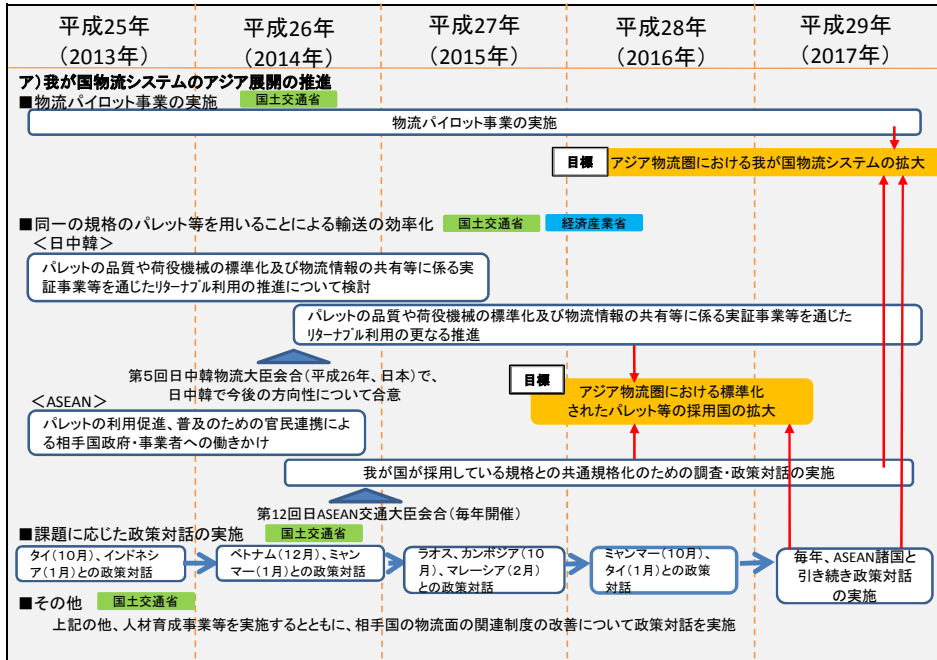 平成25年
（2013年）
平成26年
（2014年）
平成27年
（2015年）
平成28年
（2016年）
平成29年
（2017年）
ア）我が国物流システムのアジア展開の推進
■物流パイロット事業の実施
国土交通省
物流パイロット事業の実施
目標
アジア物流圏における我が国物流システムの拡大
■同一の規格のパレット等を用いることによる輸送の効率化
国土交通省
経済産業省
＜日中韓＞
パレットの品質や荷役機械の標準化及び物流情報の共有等に係る実
証事業等を通じたﾘﾀｰﾅﾌﾞﾙ利用の推進について検討
パレットの品質や荷役機械の標準化及び物流情報の共有等に係る実証事業等を通じた
ﾘﾀｰﾅﾌﾞﾙ利用の更なる推進
第5回日中韓物流大臣会合（平成26年、日本）で、
日中韓で今後の方向性について合意
目標
アジア物流圏における標準化
されたパレット等の採用国の拡大
＜ASEAN＞
パレットの利用促進、普及のための官民連携によ
る相手国政府・事業者への働きかけ
我が国が採用している規格との共通規格化のための調査・政策対話の実施
第12回日ASEAN交通大臣会合（毎年開催）
■課題に応じた政策対話の実施
国土交通省
タイ（10月）、インドネシ
ア（1月）との政策対話
ベトナム（12月）、ミャン
マー（1月）との政策対話
ラオス、カンボジア（10
月）、マレーシア（2月）
との政策対話
ミャンマー（10月）、
タイ（1月）との政策
対話
毎年、ASEAN諸国と
引き続き政策対話
の実施
■その他
国土交通省
上記の他、人材育成事業等を実施するとともに、相手国の物流面の関連制度の改善について政策対話を実施